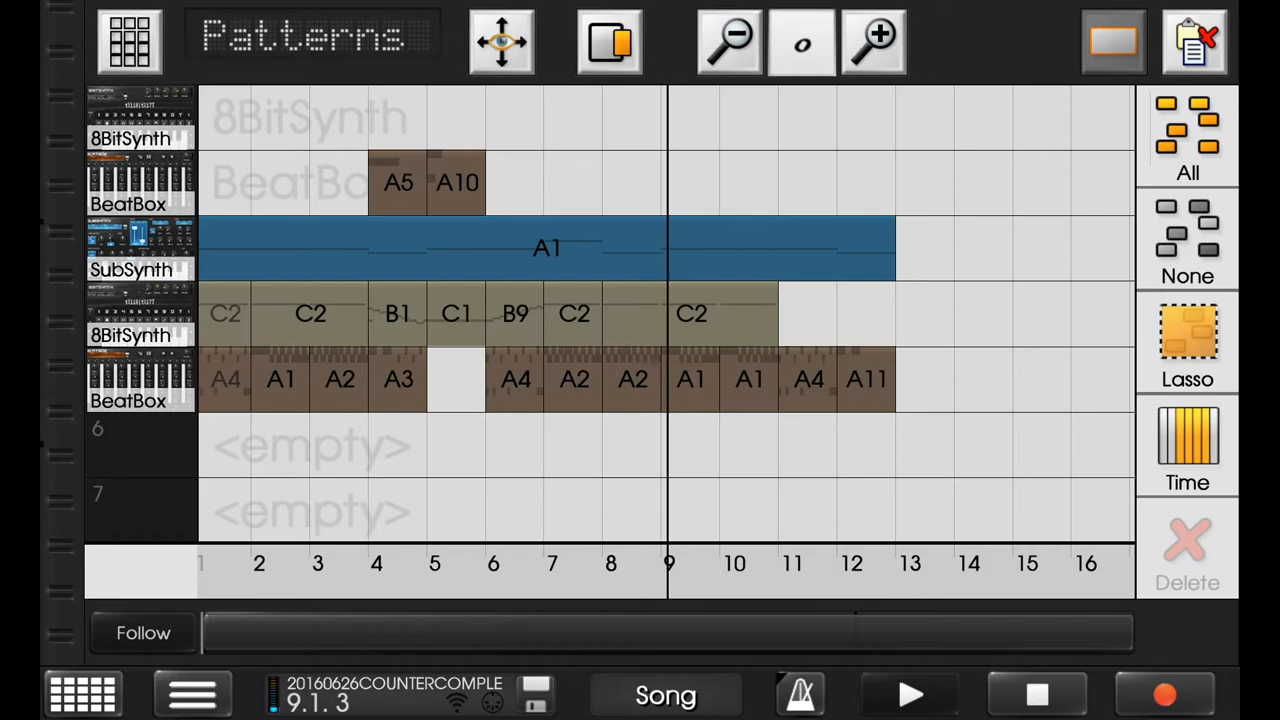 Patterns
o
8BitSynth
8BitSynth
All
BeatBox
BeatBo
A5
A10
SubSynth
A1
None
8BitSynth
C2
C2
B1
C1
B9
C2
C2
BeatBox
A4
A1
A2
A3
A4
A2
A2
A1
A1
A4
A11
Lasso
6
<empty>
7
<empty>
Time
1 2 3 4 5 6 7 8 9 10 11 12 13 14 15 16
Delete
Follow
20160626COUNTERCOMPLE
9.1. 3
Song